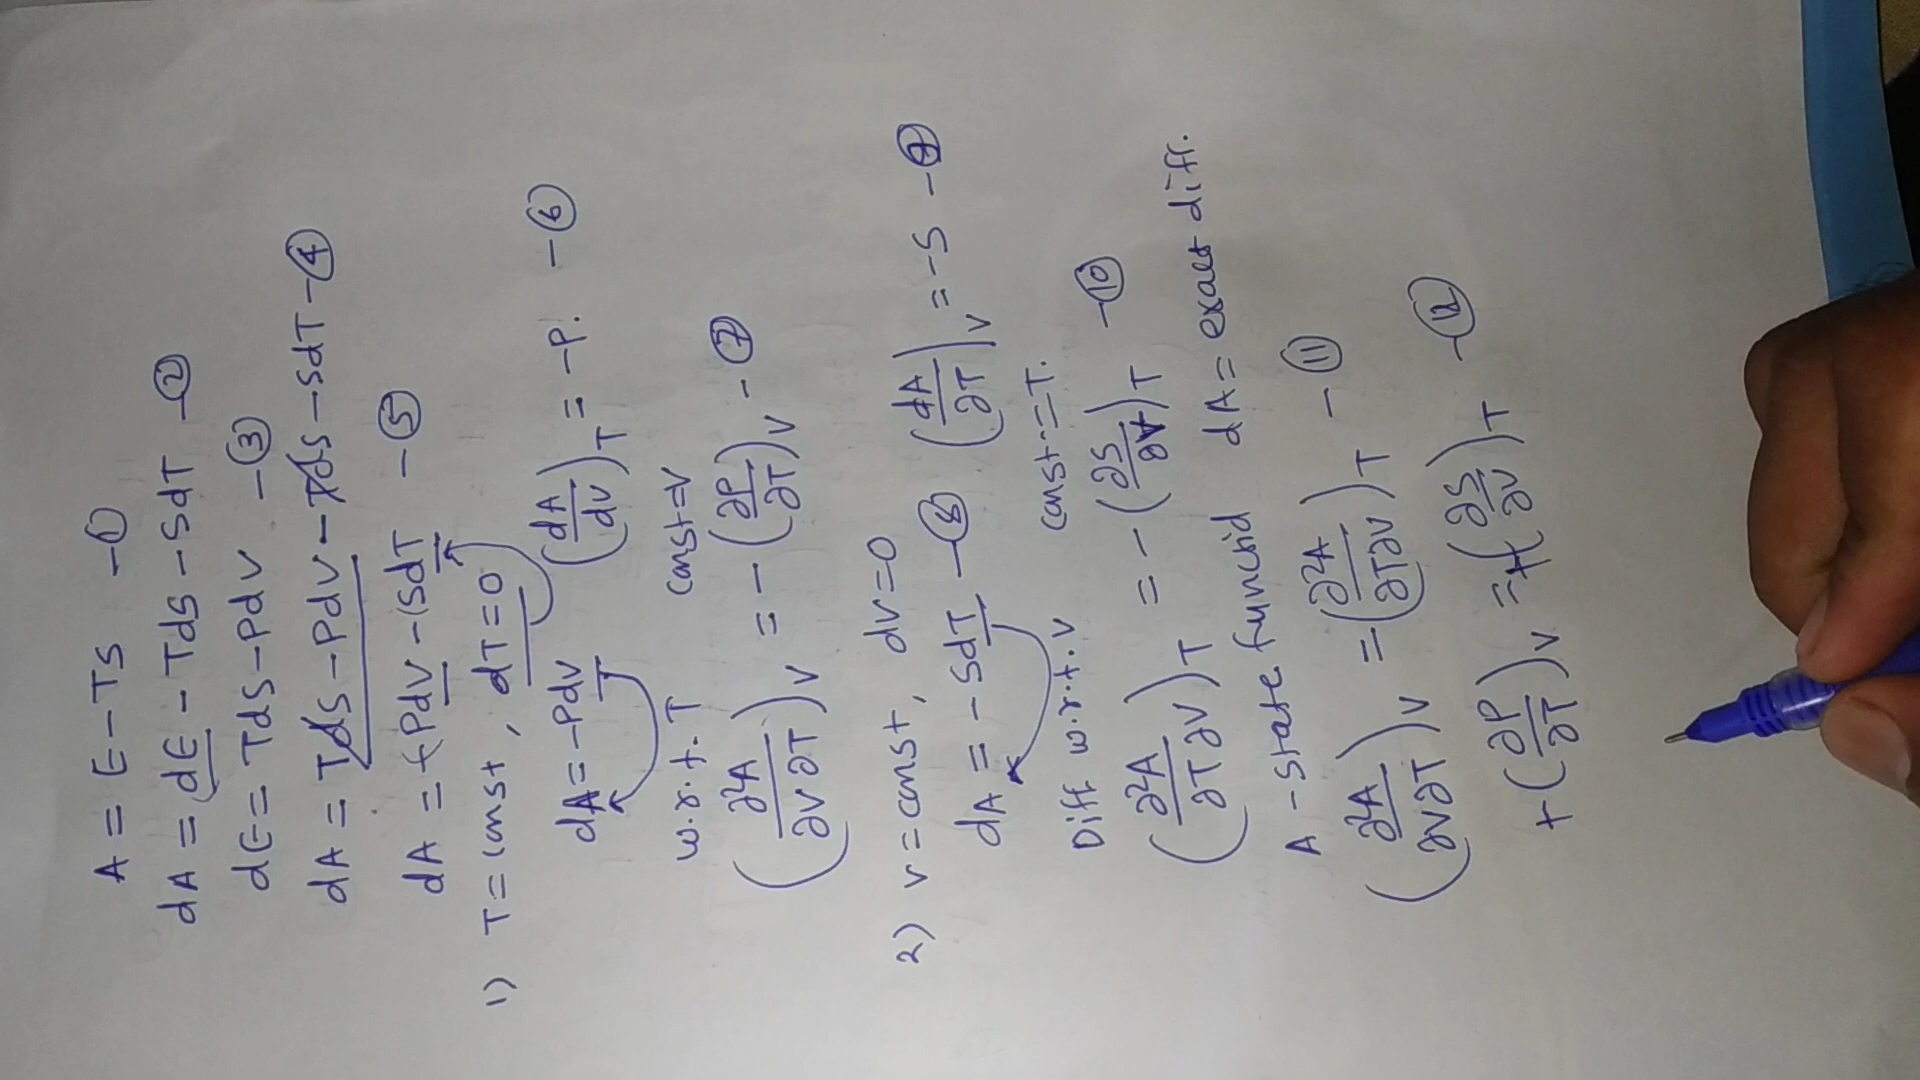 A = E - TS - ①
dA = dE - TdS - SdT - ②
dE = TdS - PdV - ③
dA = TdS - PdV - TdS - SdT - ④
dA = (-PdV - (SdT - ⑤
1) T = const, dT = 0
dA = -PdV (dA/dV)T = -P. - ⑥
w.r.t. T const = V
(∂²A/∂V∂T)V = - (∂P/∂T)V - ⑦
2) V = const, dV = 0
dA = - SdT - ⑧ (dA/∂T)V = -S - ⑨
Diff w.r.t. V const = T.
(∂²A/∂T∂V)T = - (∂S/∂V)T - ⑩
A - state function dA = exact diff.
(∂²A/∂V∂T)V = (∂²A/∂T∂V)T - ⑪
+ (∂P/∂T)V = + (∂S/∂V)T - ⑫